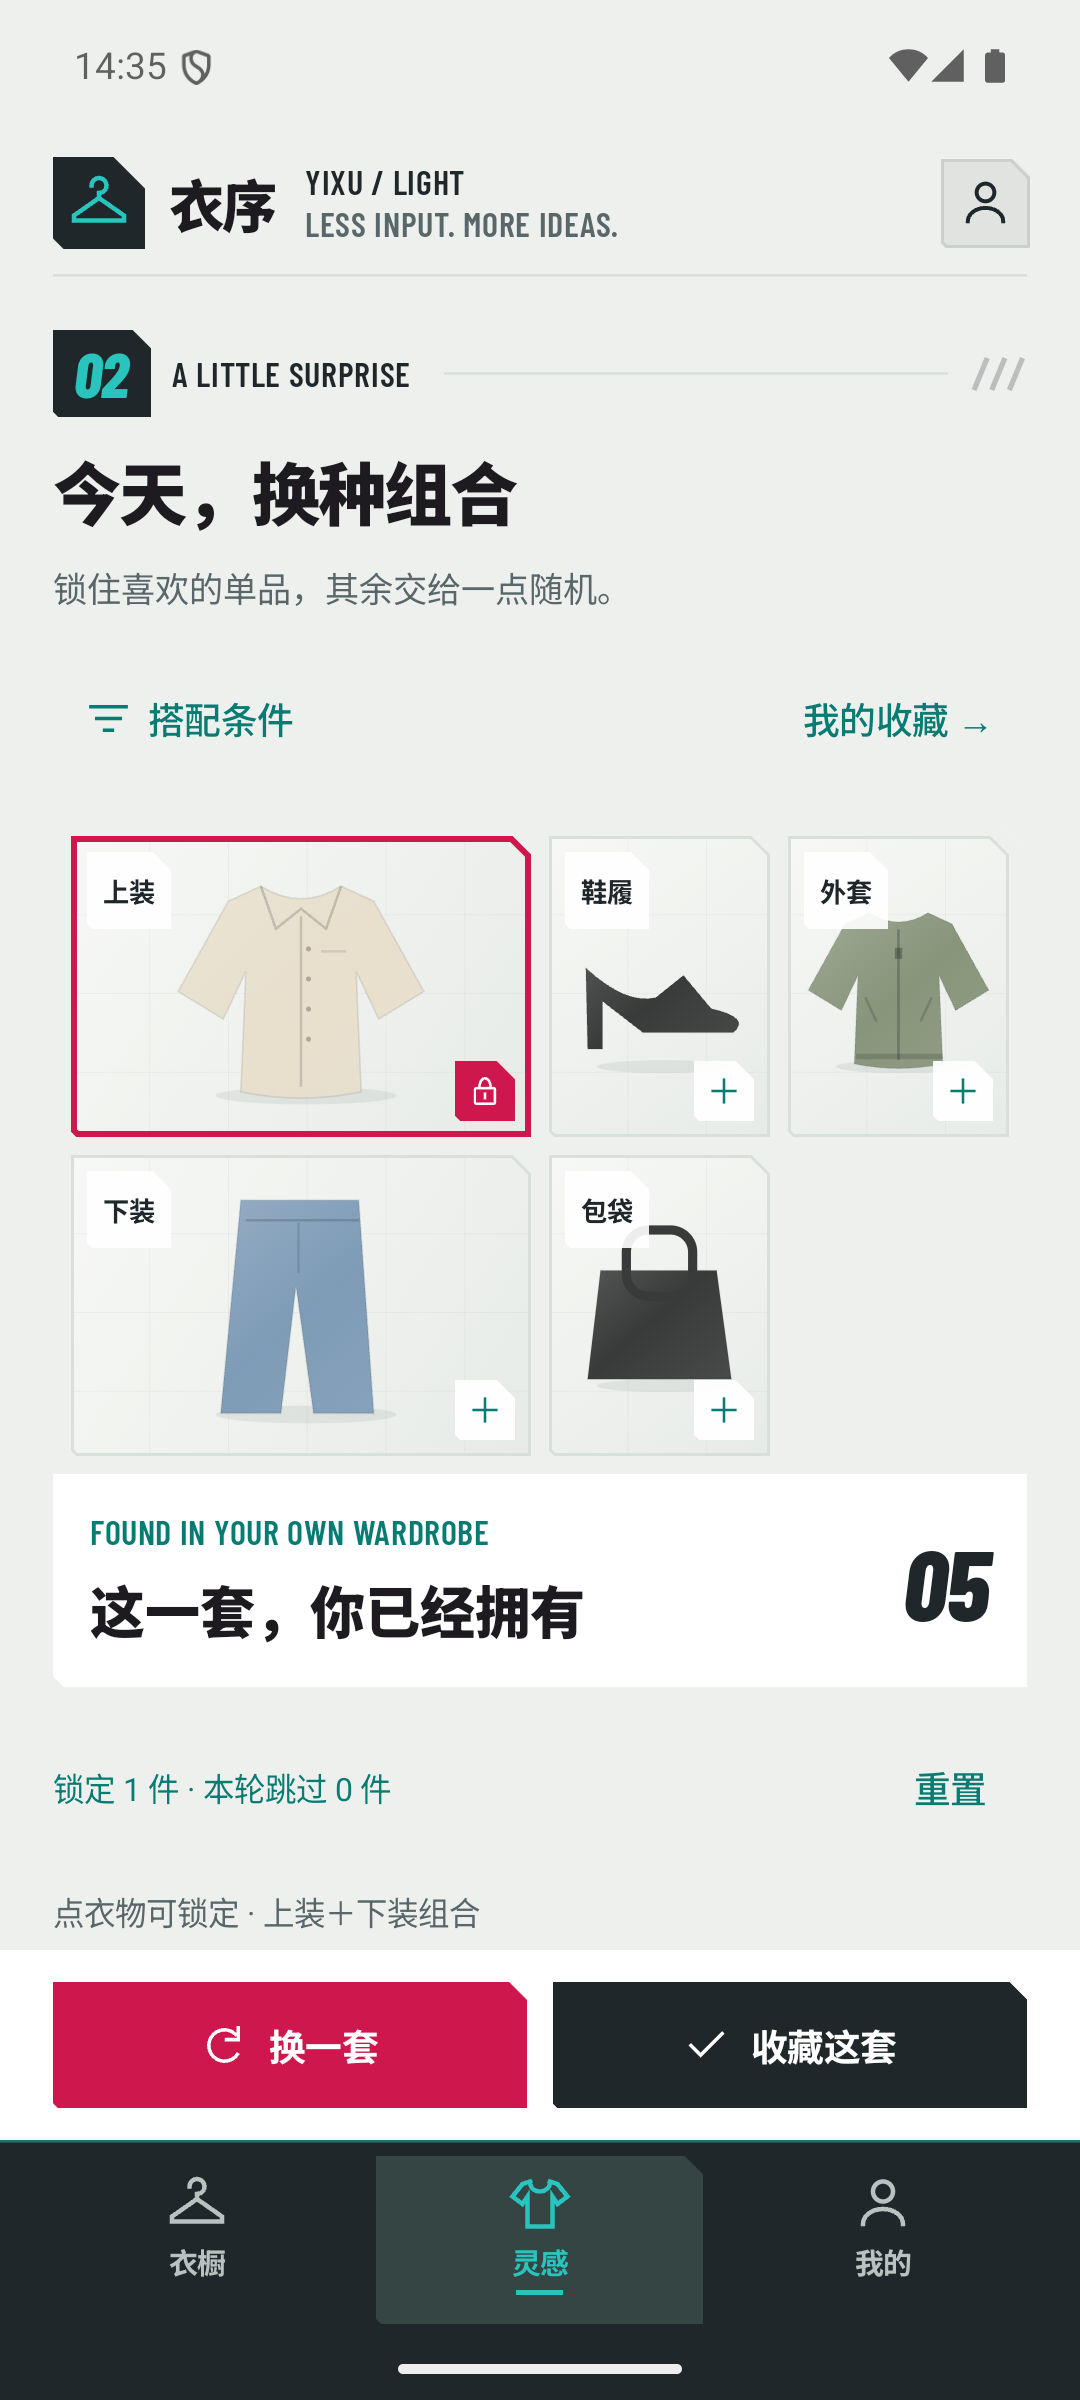 14:35
衣序
YIXU / LIGHT
LESS INPUT. MORE IDEAS.
02
A LITTLE SURPRISE
今天，换种组合
锁住喜欢的单品，其余交给一点随机。
搭配条件
我的收藏 →
上装
鞋履
外套
下装
包袋
FOUND IN YOUR OWN WARDROBE
这一套，你已经拥有
05
锁定 1 件 · 本轮跳过 0 件
重置
点衣物可锁定 · 上装＋下装组合
换一套
收藏这套
衣橱
灵感
我的